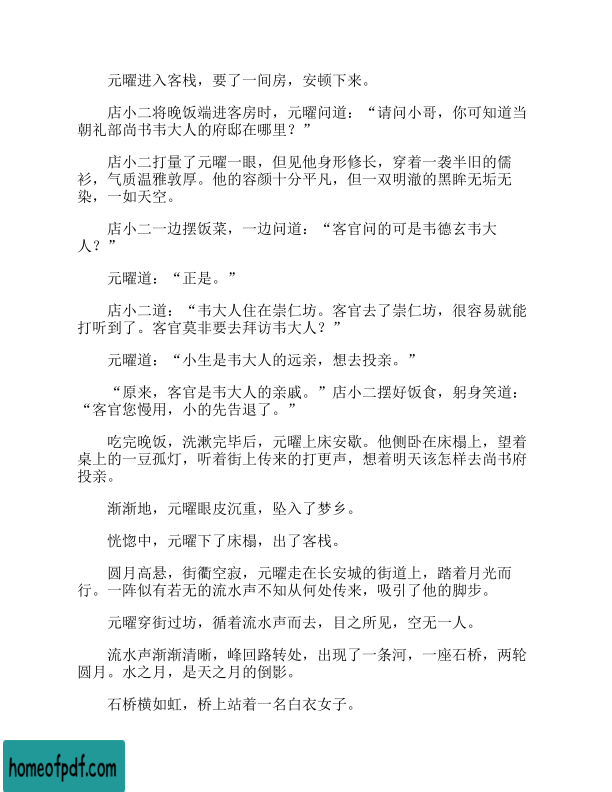 元曜进入客栈，要了一间房，安顿下来。
店小二将晚饭端进客房时，元曜问道：“请问小哥，你可知道当
朝礼部尚书韦大人的府邸在哪里？”
店小二打量了元曜一眼，但见他身形修长，穿着一袭半旧的儒
衫，气质温雅敦厚。他的容颜十分平凡，但一双明澈的黑眸无垢无
染，一如天空。
店小二一边摆饭菜，一边问道：“客官问的可是韦德玄韦大
人？”
元曜道：“正是。”
店小二道：“韦大人住在崇仁坊。客官去了崇仁坊，很容易就能
打听到了。客官莫非要去拜访韦大人？”
元曜道：“小生是韦大人的远亲，想去投亲。”
“原来，客官是韦大人的亲戚。”店小二摆好饭食，躬身笑道：
“客官您慢用，小的先告退了。”
吃完晚饭，洗漱完毕后，元曜上床安歇。他侧卧在床榻上，望着
桌上的一豆孤灯，听着街上传来的打更声，想着明天该怎样去尚书府
投亲。
渐渐地，元曜眼皮沉重，坠入了梦乡。
恍惚中，元曜下了床榻，出了客栈。
圆月高悬，街衢空寂，元曜走在长安城的街道上，踏着月光而
行。一阵似有若无的流水声不知从何处传来，吸引了他的脚步。
元曜穿街过坊，循着流水声而去，目之所见，空无一人。
流水声渐渐清晰，峰回路转处，出现了一条河，一座石桥，两轮
圆月。水之月，是天之月的倒影。
石桥横如虹，桥上站着一名白衣女子。
homeofpdf.com